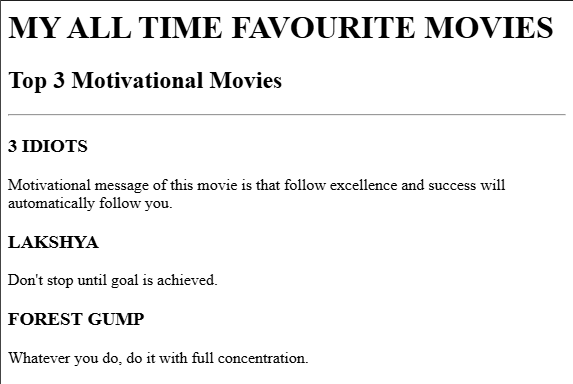 MY ALL TIME FAVOURITE MOVIES
Top 3 Motivational Movies
3 IDIOTS
Motivational message of this movie is that follow excellence and success will
automatically follow you.
LAKSHYA
Don't stop until goal is achieved.
FOREST GUMP
Whatever you do, do it with full concentration.